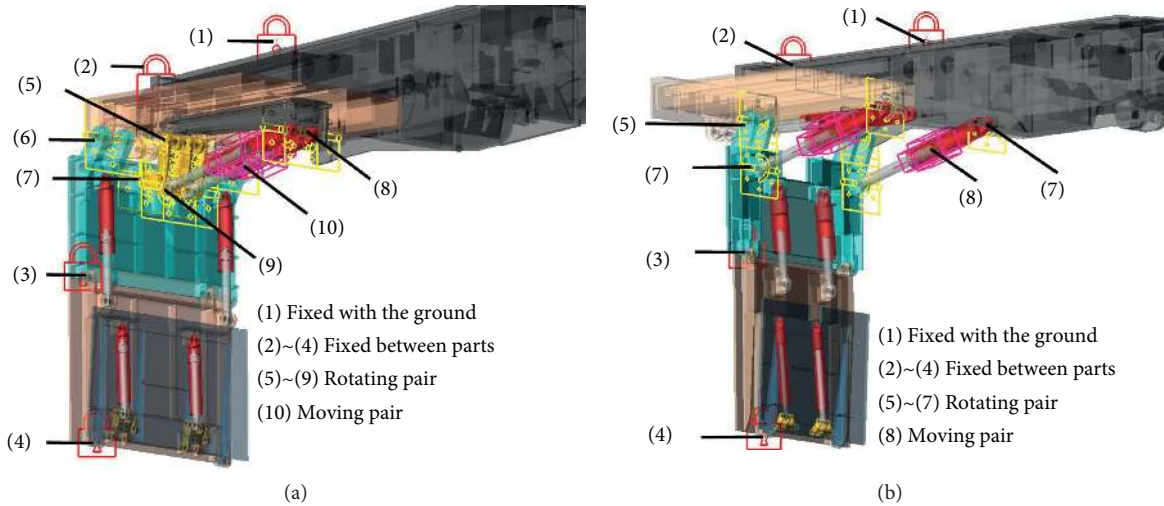 (1)
(2)
(5)
(6)
(7)
(8)
(10)
(9)
(3)
(4)
(1) Fixed with the ground
(2)~(4) Fixed between parts
(5)~(9) Rotating pair
(10) Moving pair
(a)
(1)
(2)
(5)
(7)
(8)
(7)
(3)
(4)
(1) Fixed with the ground
(2)~(4) Fixed between parts
(5)~(7) Rotating pair
(8) Moving pair
(b)